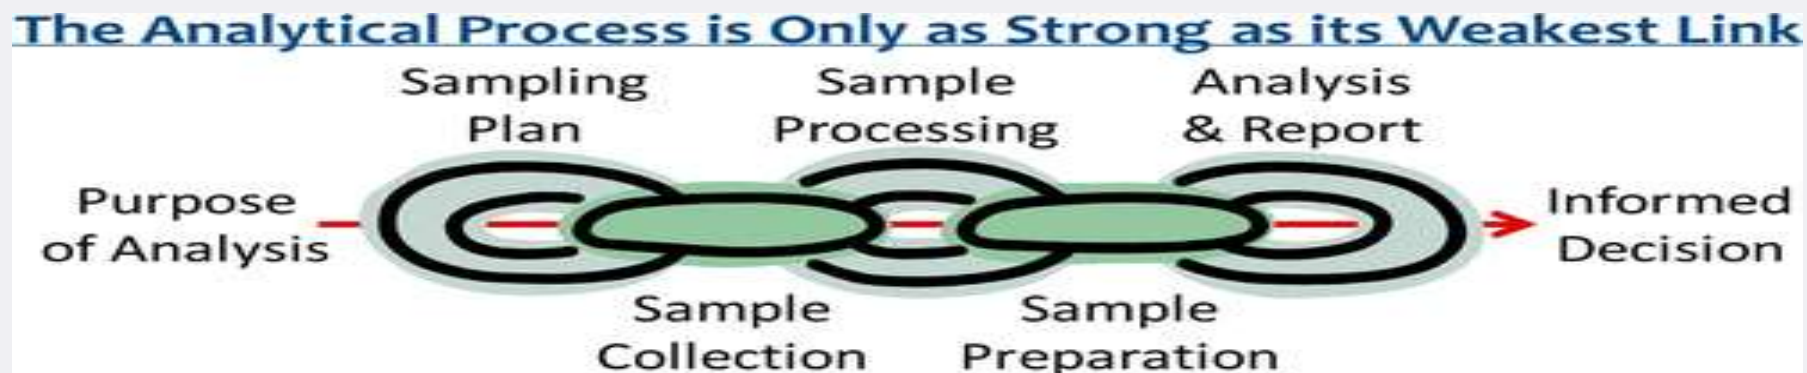 The Analytical Process is Only as Strong as its Weakest Link
Sampling
Plan
Sample
Processing
Analysis
& Report
Purpose
of Analysis
Informed
Decision
Sample
Collection
Sample
Preparation